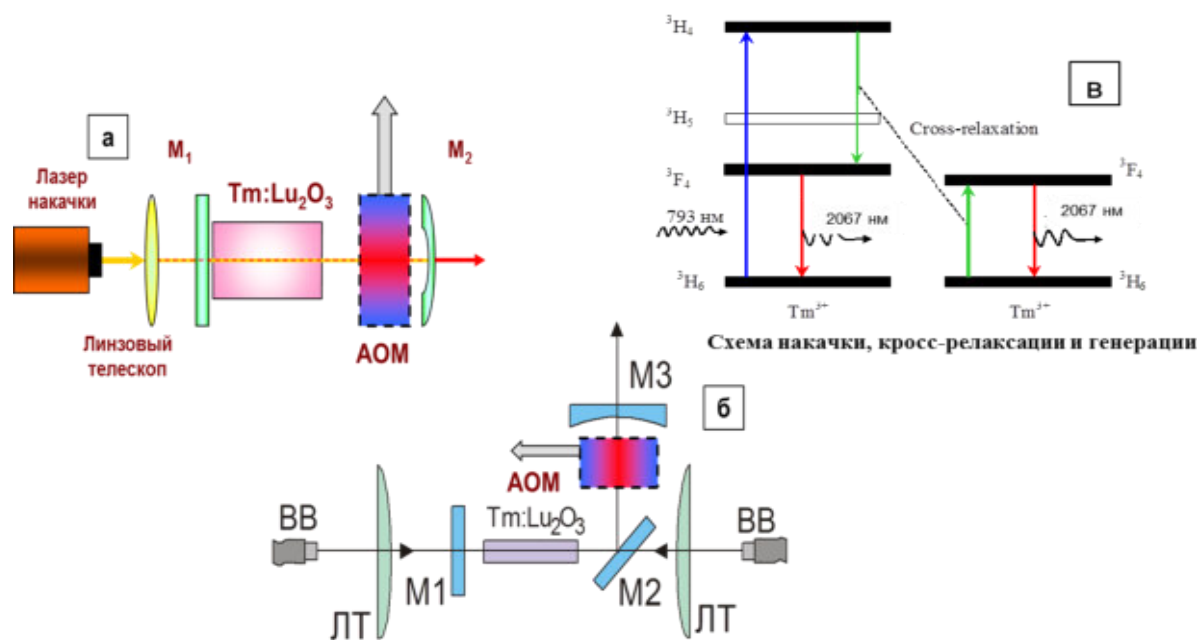 а
M₁
M₂
Лазер
накачки
Tm:Lu₂O₃
Линзовый
телескоп
АОМ
³H₄
В
³H₅
Cross-relaxation
³F₄
³F₄
793 нм
2067 нм
2067 нм
³H₆
³H₆
Tm³⁺
Tm³⁺
Схема накачки, кросс-релаксации и генерации
М3
б
АОМ
Tm:Lu₂O₃
ВВ
ВВ
М1
М2
ЛТ
ЛТ